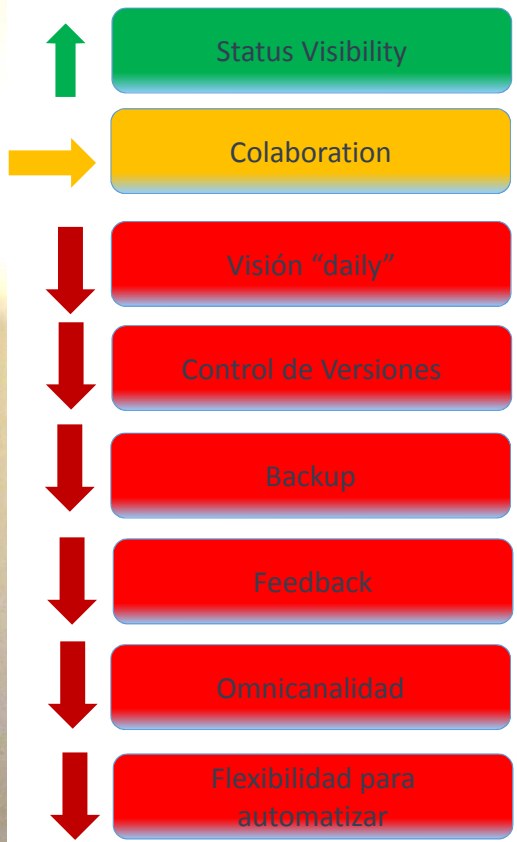 Status Visibility
Colaboration
Visión “daily”
Control de Versiones
Backup
Feedback
Omnicanalidad
Flexibilidad para
automatizar